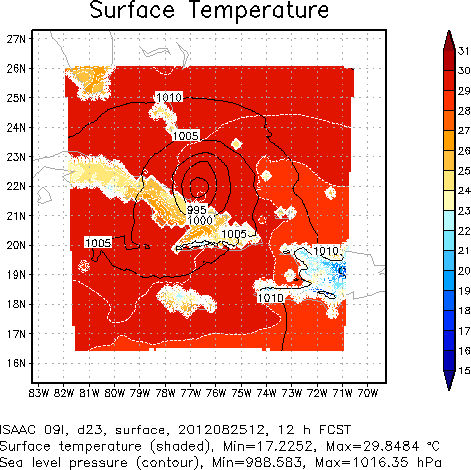 Surface Temperature
27N
26N
25N
24N
23N
22N
21N
20N
19N
18N
17N
16N
83W 82W 81W 80W 79W 78W 77W 76W 75W 74W 73W 72W 71W 70W
1010
1005
995
1000
1005
1005
1010
1010
31
30
29
28
27
26
25
24
23
22
21
20
19
18
17
16
15
ISAAC 09l, d23, surface, 2012082512, 12 h FCST
Surface temperature (shaded), Min=17.2252, Max=29.8484 °C
Sea level pressure (contour), Min=988.583, Max=1016.35 hPa